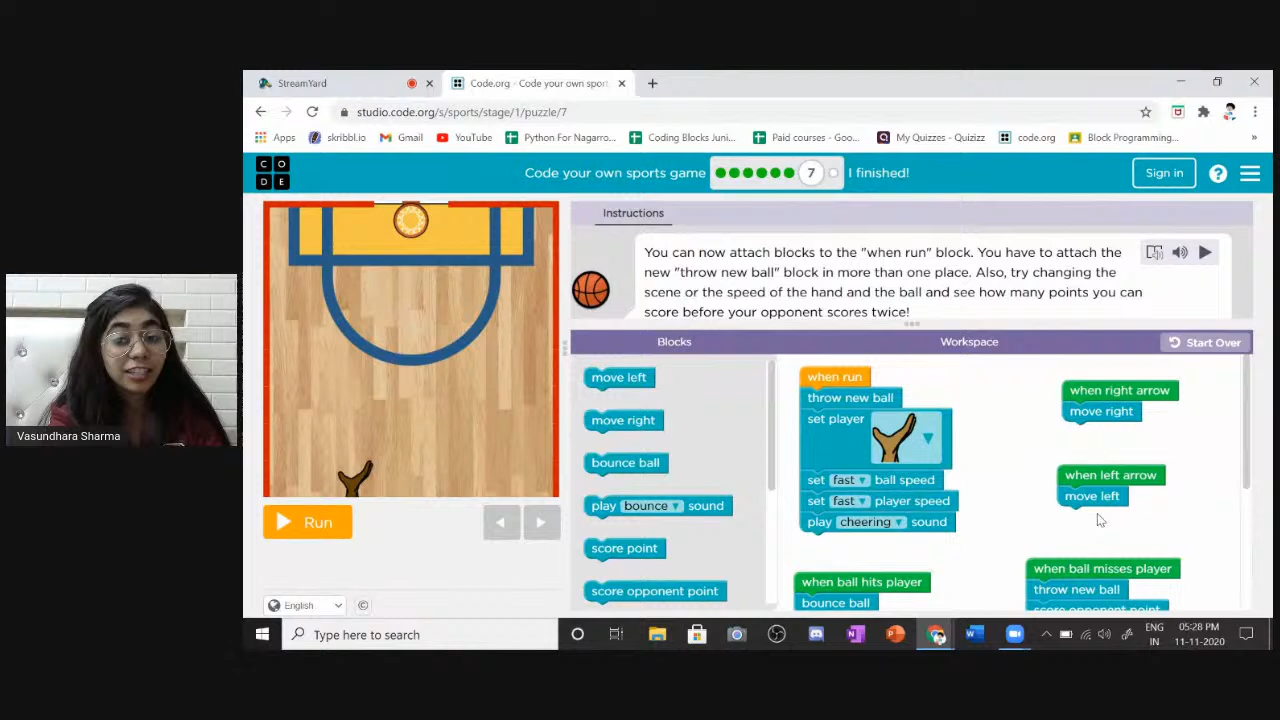 StreamYard
Code.org - Code your own spor
studio.code.org/s/sports/stage/1/puzzle/7
Apps
skribbl.io
Gmail
YouTube
Python For Nagarro...
Coding Blocks Juni...
Paid courses - Goo...
My Quizzes - Quizizz
code.org
Block Programming...
»
C O
D E
Code your own sports game
7
I finished!
Sign in
?
Instructions
You can now attach blocks to the "when run" block. You have to attach the
new "throw new ball" block in more than one place. Also, try changing the
scene or the speed of the hand and the ball and see how many points you can
score before your opponent scores twice!
Blocks
Workspace
Start Over
move left
move right
bounce ball
play bounce sound
score point
score opponent point
when run
throw new ball
set player
set fast ball speed
set fast player speed
play cheering sound
when right arrow
move right
when left arrow
move left
when ball hits player
bounce ball
when ball misses player
throw new ball
score opponent point
Run
English
©
Vasundhara Sharma
Type here to search
ENG
IN
05:28 PM
11-11-2020